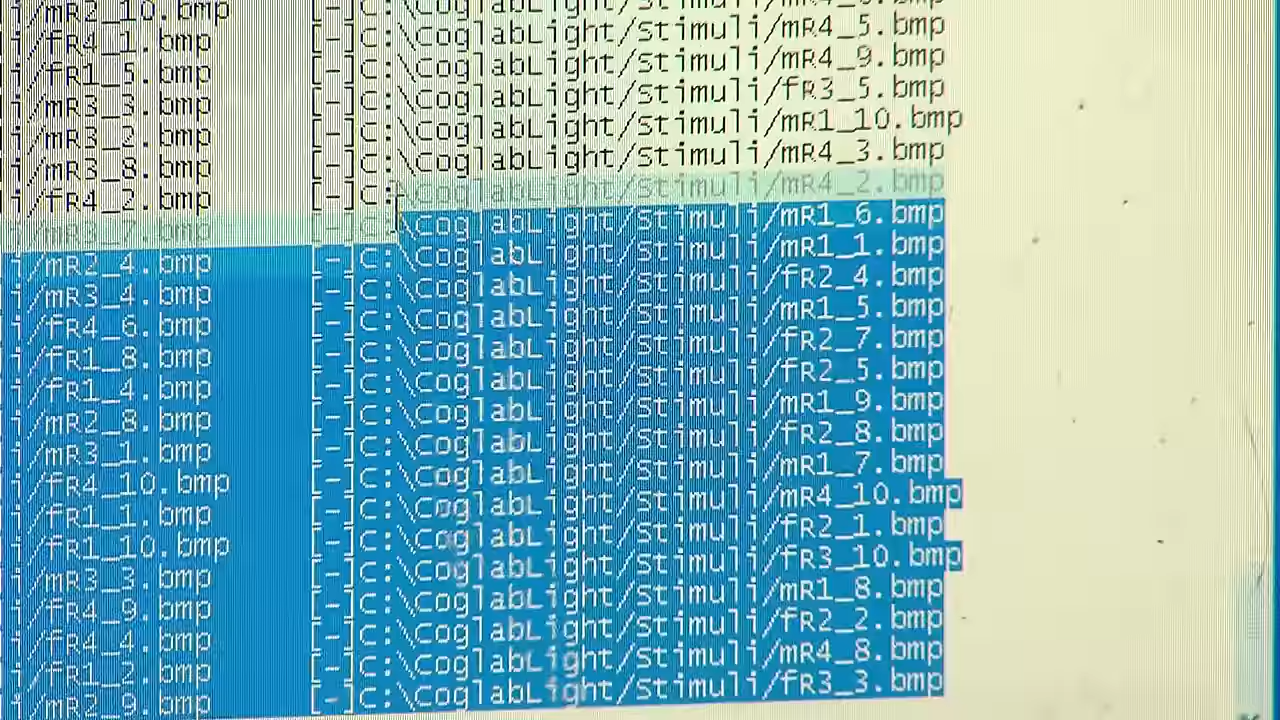 i/mR2_10.bmp [-]C:\CoglabLight/Stimuli/
i/fR4_1.bmp [-]C:\CoglabLight/Stimuli/mR4_5.bmp
i/fR1_5.bmp [-]C:\CoglabLight/Stimuli/mR4_9.bmp
i/mR3_3.bmp [-]C:\CoglabLight/Stimuli/fR3_5.bmp
i/mR3_2.bmp [-]C:\CoglabLight/Stimuli/mR1_10.bmp
i/mR3_8.bmp [-]C:\CoglabLight/Stimuli/mR4_3.bmp
i/fR4_2.bmp [-]C:\CoglabLight/Stimuli/mR4_2.bmp
i/mR3_7.bmp [-]C:\CoglabLight/Stimuli/mR1_6.bmp
i/mR2_4.bmp [-]C:\CoglabLight/Stimuli/mR1_1.bmp
i/mR3_4.bmp [-]C:\CoglabLight/Stimuli/fR2_4.bmp
i/fR4_6.bmp [-]C:\CoglabLight/Stimuli/mR1_5.bmp
i/fR1_8.bmp [-]C:\CoglabLight/Stimuli/fR2_7.bmp
i/fR1_4.bmp [-]C:\CoglabLight/Stimuli/fR2_5.bmp
i/mR2_8.bmp [-]C:\CoglabLight/Stimuli/mR1_9.bmp
i/mR3_1.bmp [-]C:\CoglabLight/Stimuli/fR2_8.bmp
i/fR4_10.bmp [-]C:\CoglabLight/Stimuli/mR1_7.bmp
i/fR1_1.bmp [-]C:\CoglabLight/Stimuli/mR4_10.bmp
i/fR1_10.bmp [-]C:\CoglabLight/Stimuli/fR2_1.bmp
i/mR3_3.bmp [-]C:\CoglabLight/Stimuli/fR3_10.bmp
i/fR4_9.bmp [-]C:\CoglabLight/Stimuli/mR1_8.bmp
i/fR4_4.bmp [-]C:\CoglabLight/Stimuli/fR2_2.bmp
i/fR1_2.bmp [-]C:\CoglabLight/Stimuli/mR4_8.bmp
i/mR2_9.bmp [-]C:\CoglabLight/Stimuli/fR3_3.bmp